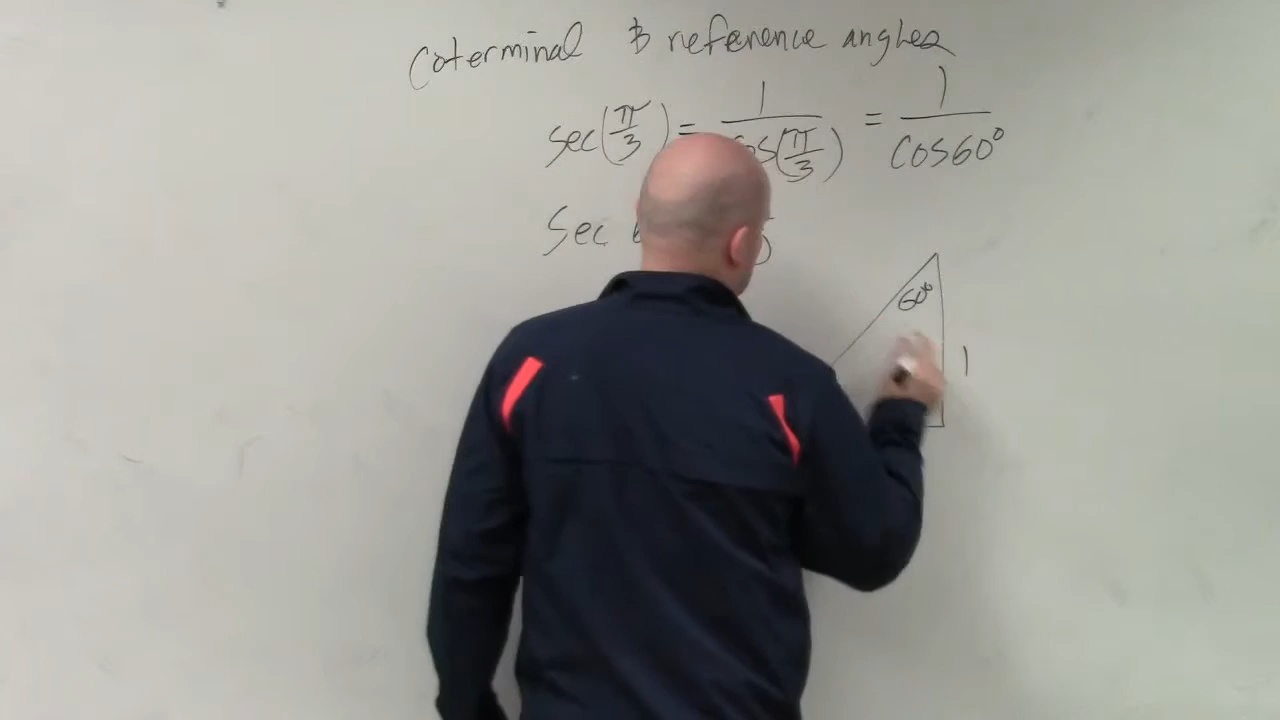 Coterminal & reference angles
sec(π/3) = 1/cos(π/3) = 1/cos60°
Sec
60°
1